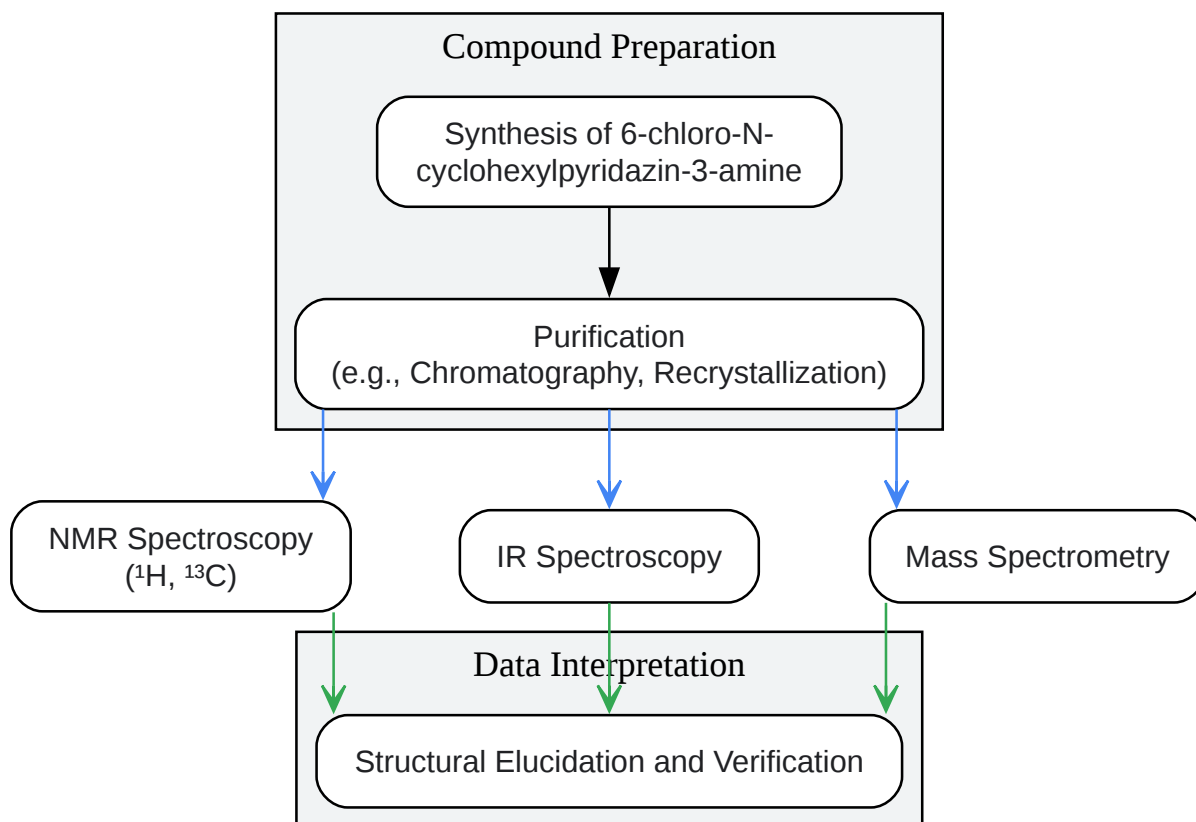 Compound Preparation
Synthesis of 6-chloro-N-
cyclohexylpyridazin-3-amine
Purification
(e.g., Chromatography, Recrystallization)
NMR Spectroscopy
(¹H, ¹³C)
IR Spectroscopy
Mass Spectrometry
Data Interpretation
Structural Elucidation and Verification